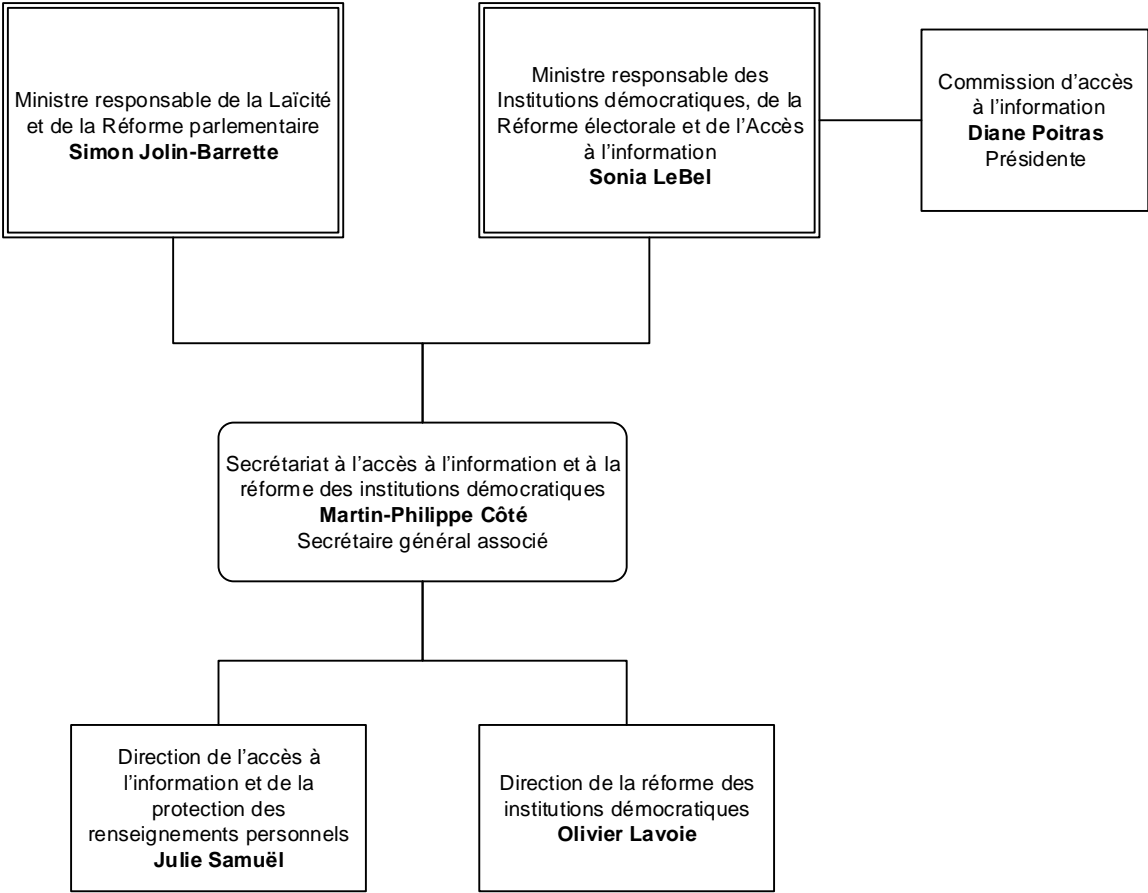 Ministre responsable de la Laïcité
et de la Réforme parlementaire
Simon Jolin-Barrette
Ministre responsable des
Institutions démocratiques, de la
Réforme électorale et de l’Accès
à l’information
Sonia LeBel
Commission d’accès
à l’information
Diane Poitras
Présidente
Secrétariat à l’accès à l’information et à la
réforme des institutions démocratiques
Martin-Philippe Côté
Secrétaire général associé
Direction de l’accès à
l’information et de la
protection des
renseignements personnels
Julie Samuël
Direction de la réforme des
institutions démocratiques
Olivier Lavoie